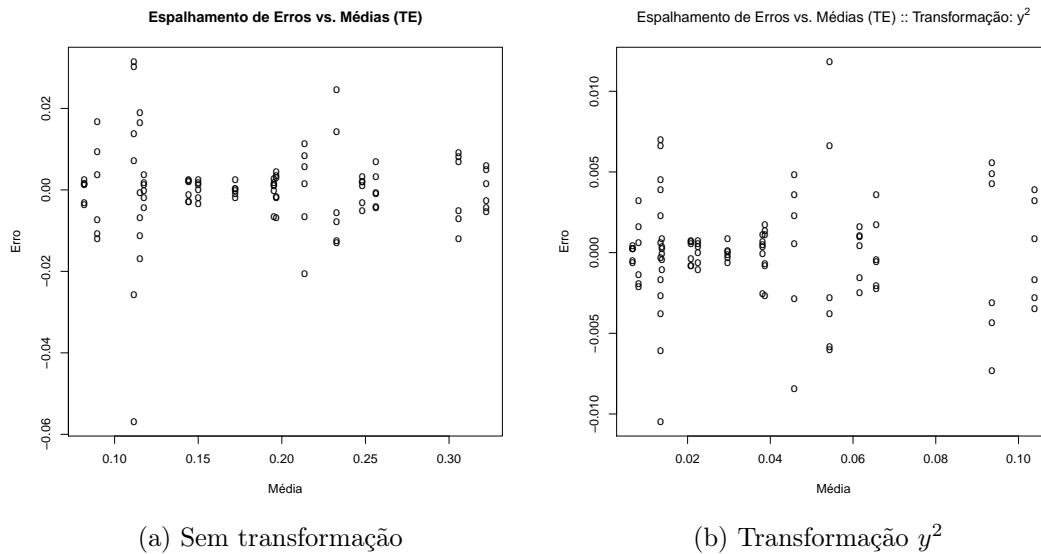 Espalhamento de Erros vs. Médias (TE)
Erro
0.02
0.00
−0.02
−0.04
−0.06
0.10 0.15 0.20 0.25 0.30
Média
(a) Sem transformação
Espalhamento de Erros vs. Médias (TE) :: Transformação: y²
Erro
0.010
0.005
0.000
−0.005
−0.010
0.02 0.04 0.06 0.08 0.10
Média
(b) Transformação y²